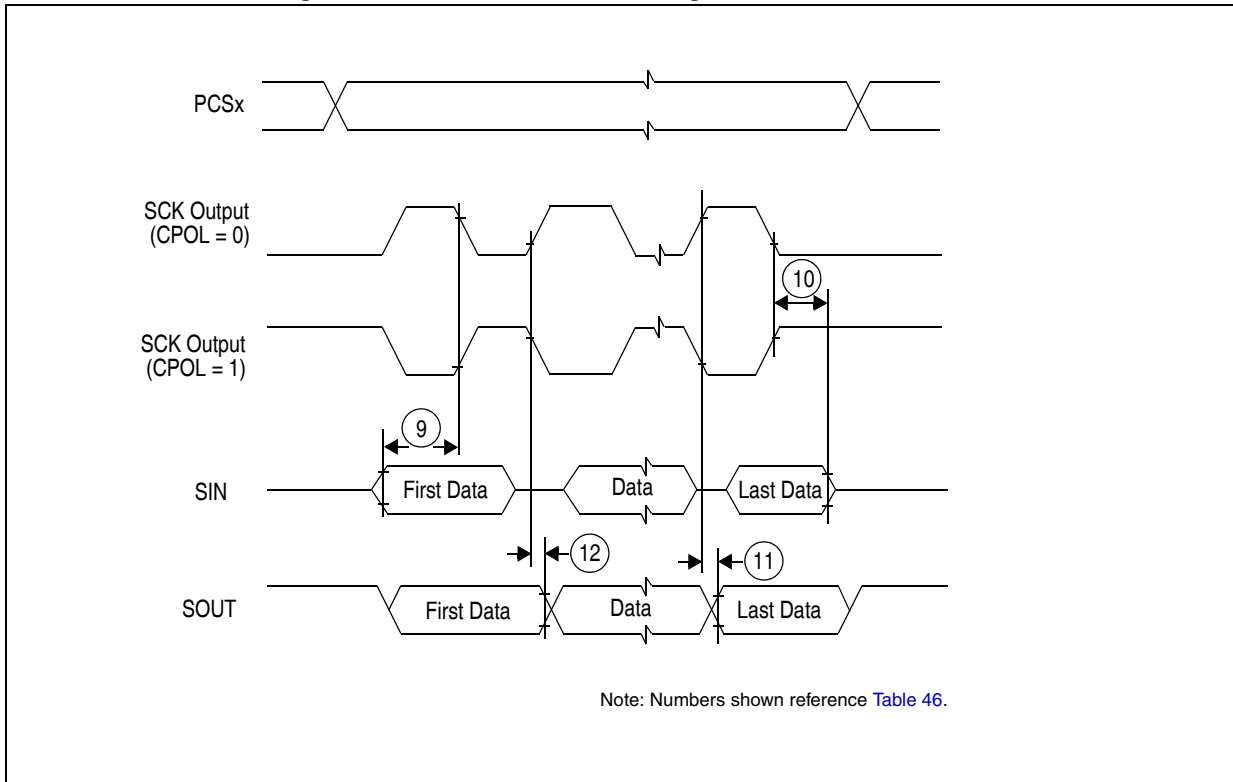 PCSx
SCK Output
(CPOL = 0)
10
SCK Output
(CPOL = 1)
9
SIN
First Data
Data
Last Data
12
11
SOUT
First Data
Data
Last Data
Note: Numbers shown reference Table 46.